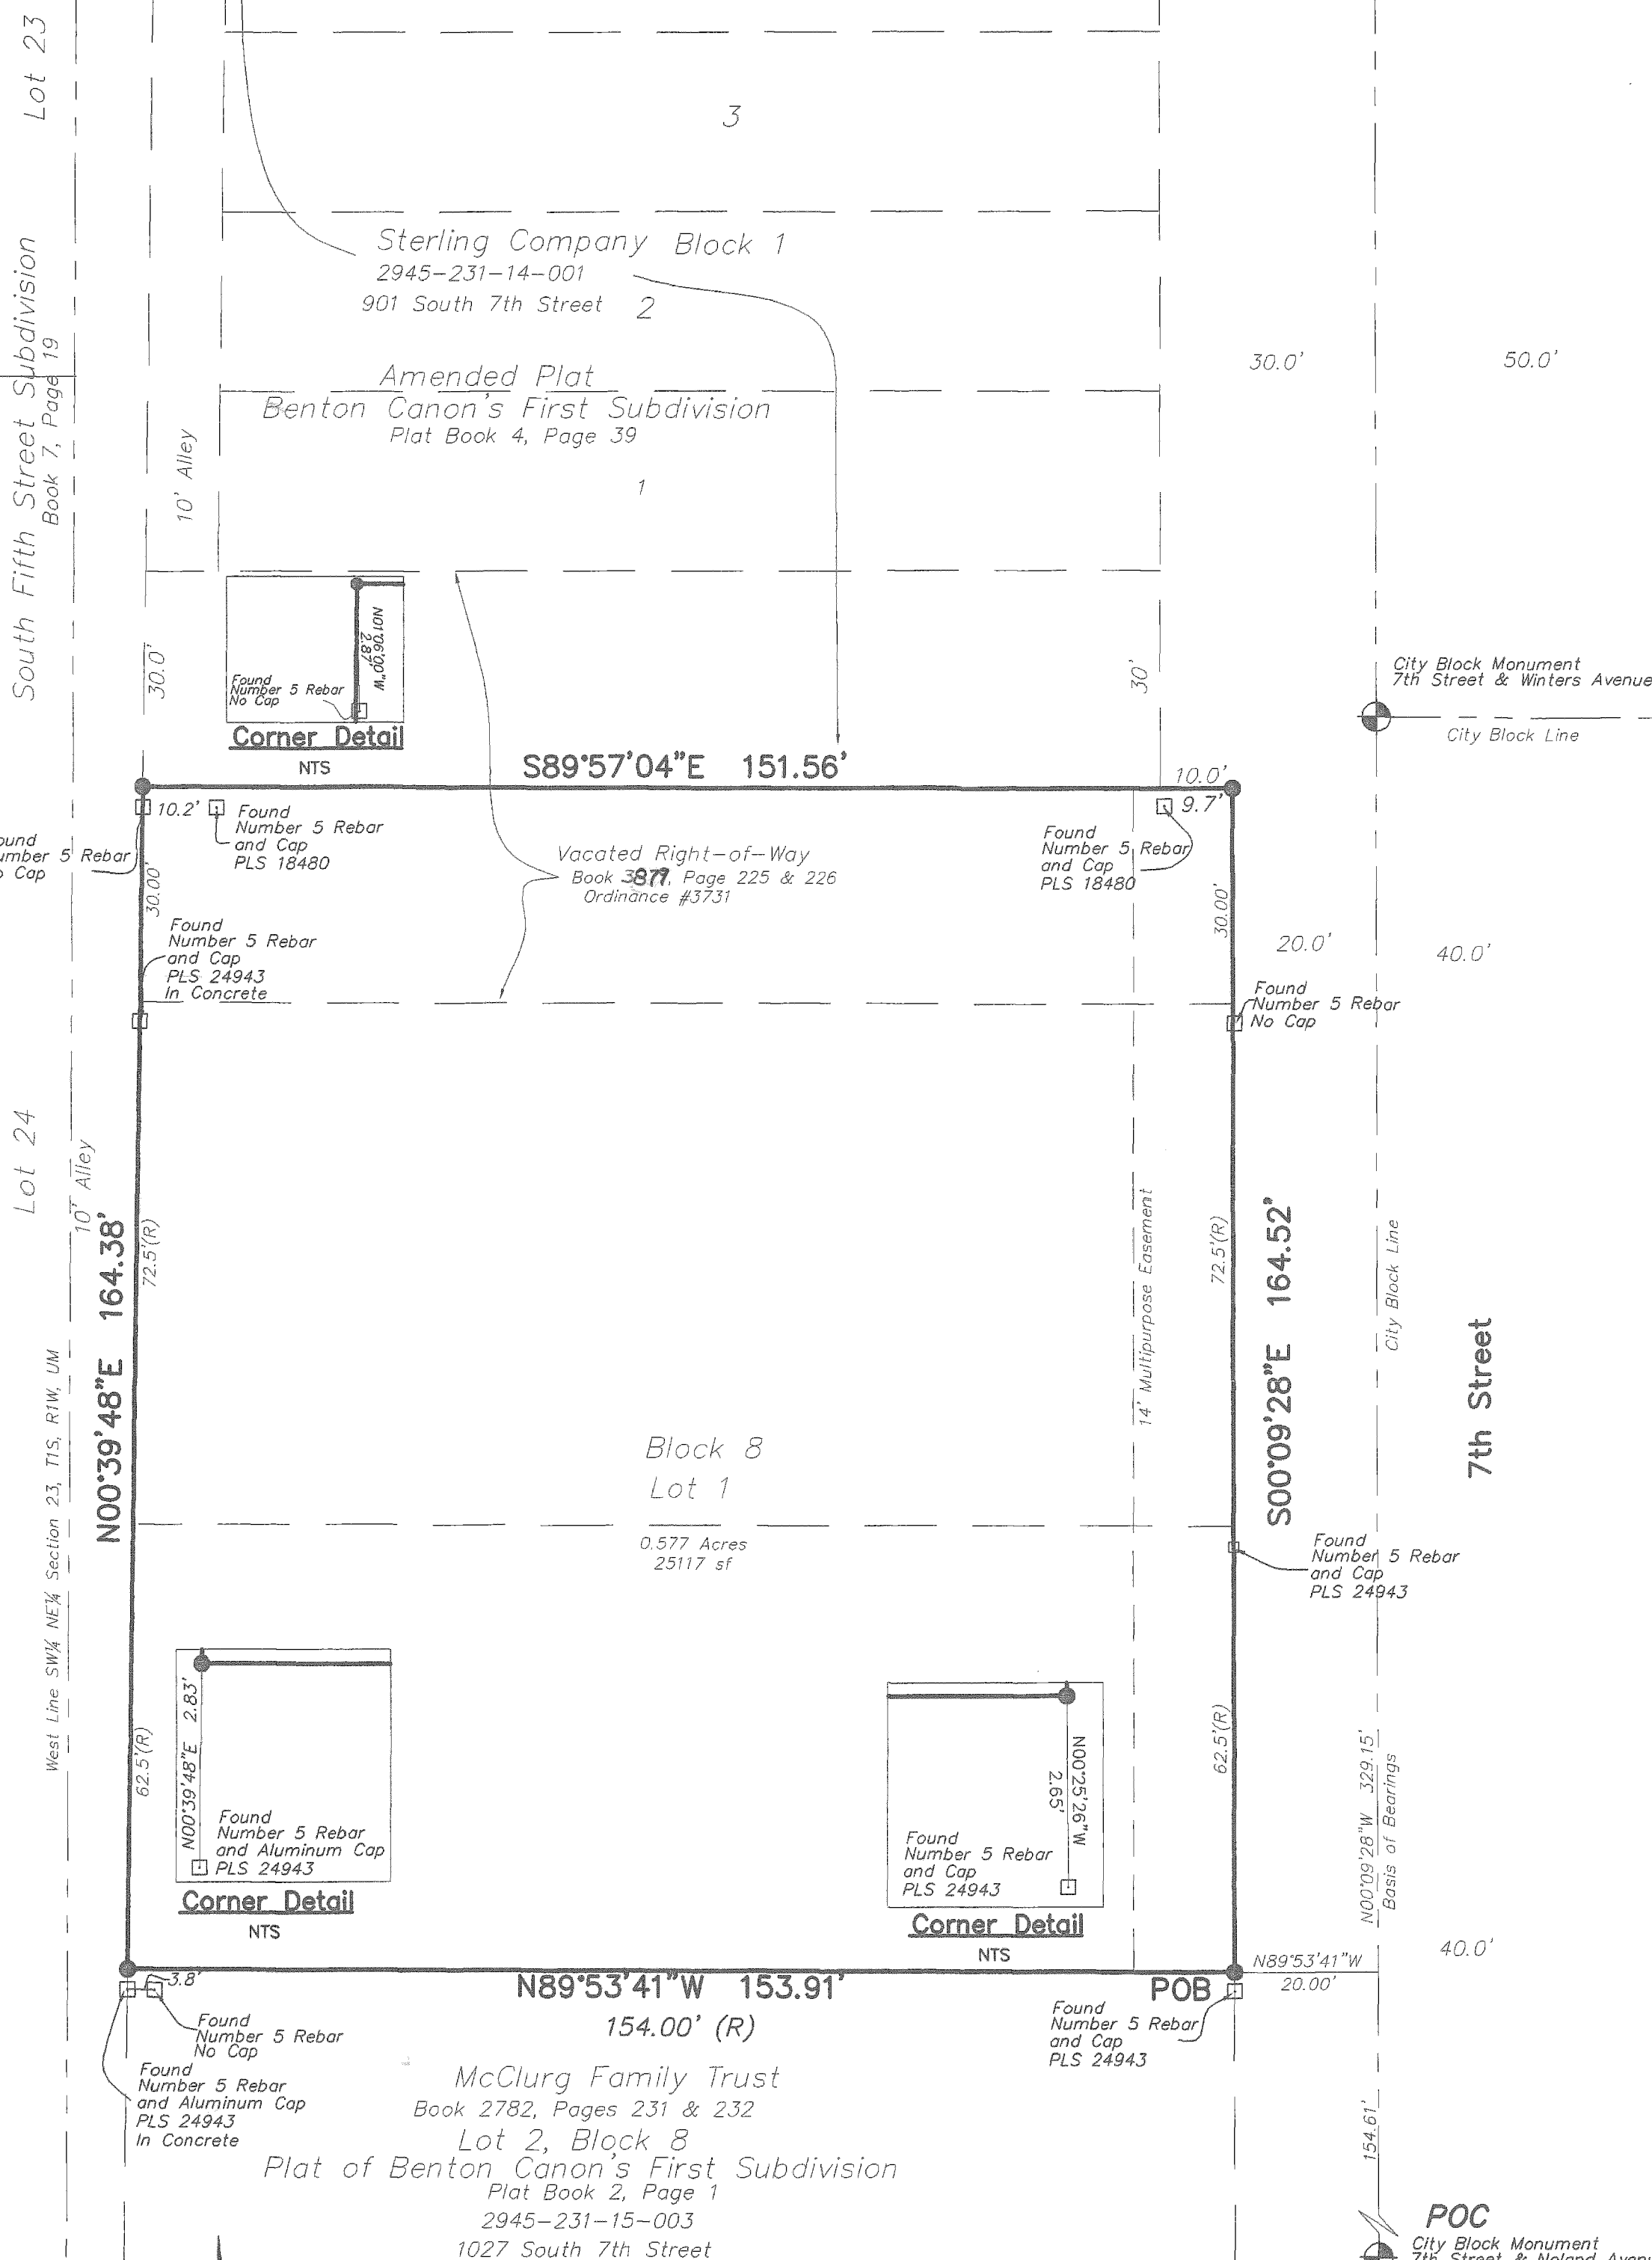 Lot 23
3
Sterling Company Block 1
2945-231-14-001
901 South 7th Street 2
South Fifth Street Subdivision
Book 7, Page 19
30.0'
50.0'
Amended Plat
Benton Canon's First Subdivision
Plat Book 4, Page 39
10' Alley
1
30.0'
N01°06'00"W
2.87'
Found
Number 5 Rebar
No Cap
Corner Detail
NTS
30'
City Block Monument
7th Street & Winters Avenue
City Block Line
S89°57'04"E 151.56'
10.0'
10.2'
Found
Number 5 Rebar
and Cap
PLS 18480
9.7'
Found
Number 5 Rebar
and Cap
PLS 18480
ound
umber 5 Rebar
o Cap
Vacated Right-of-Way
Page 225 & 226
Ordinance #3731
30.00'
30.00'
20.0'
40.0'
Found
Number 5 Rebar
and Cap
PLS 24943
In Concrete
Found
Number 5 Rebar
No Cap
Lot 24
10' Alley
N00°39'48"E 164.38'
72.5'(R)
14' Multipurpose Easement
72.5'(R)
S00°09'28"E 164.52'
City Block Line
7th Street
West Line SW¼ NE¼ Section 23, T1S, R1W, UM
Block 8
Lot 1
0.577 Acres
25117 sf
Found
Number 5 Rebar
and Cap
PLS 24943
62.5'(R)
N00°39'48"E 2.83'
Found
Number 5 Rebar
and Aluminum Cap
PLS 24943
Corner Detail
NTS
N00°25'26"W
2.65'
Found
Number 5 Rebar
and Cap
PLS 24943
Corner Detail
NTS
62.5'(R)
N00°09'28"W 329.15'
Basis of Bearings
40.0'
N89°53'41"W
20.00'
3.8'
N89°53'41"W 153.91'
154.00' (R)
POB
Found
Number 5 Rebar
and Cap
PLS 24943
Found
Number 5 Rebar
No Cap
Found
Number 5 Rebar
and Aluminum Cap
PLS 24943
In Concrete
McClurg Family Trust
Book 2782, Pages 231 & 232
Lot 2, Block 8
Plat of Benton Canon's First Subdivision
Plat Book 2, Page 1
2945-231-15-003
1027 South 7th Street
154.61'
POC
City Block Monument
7th Street & Noland Avenu